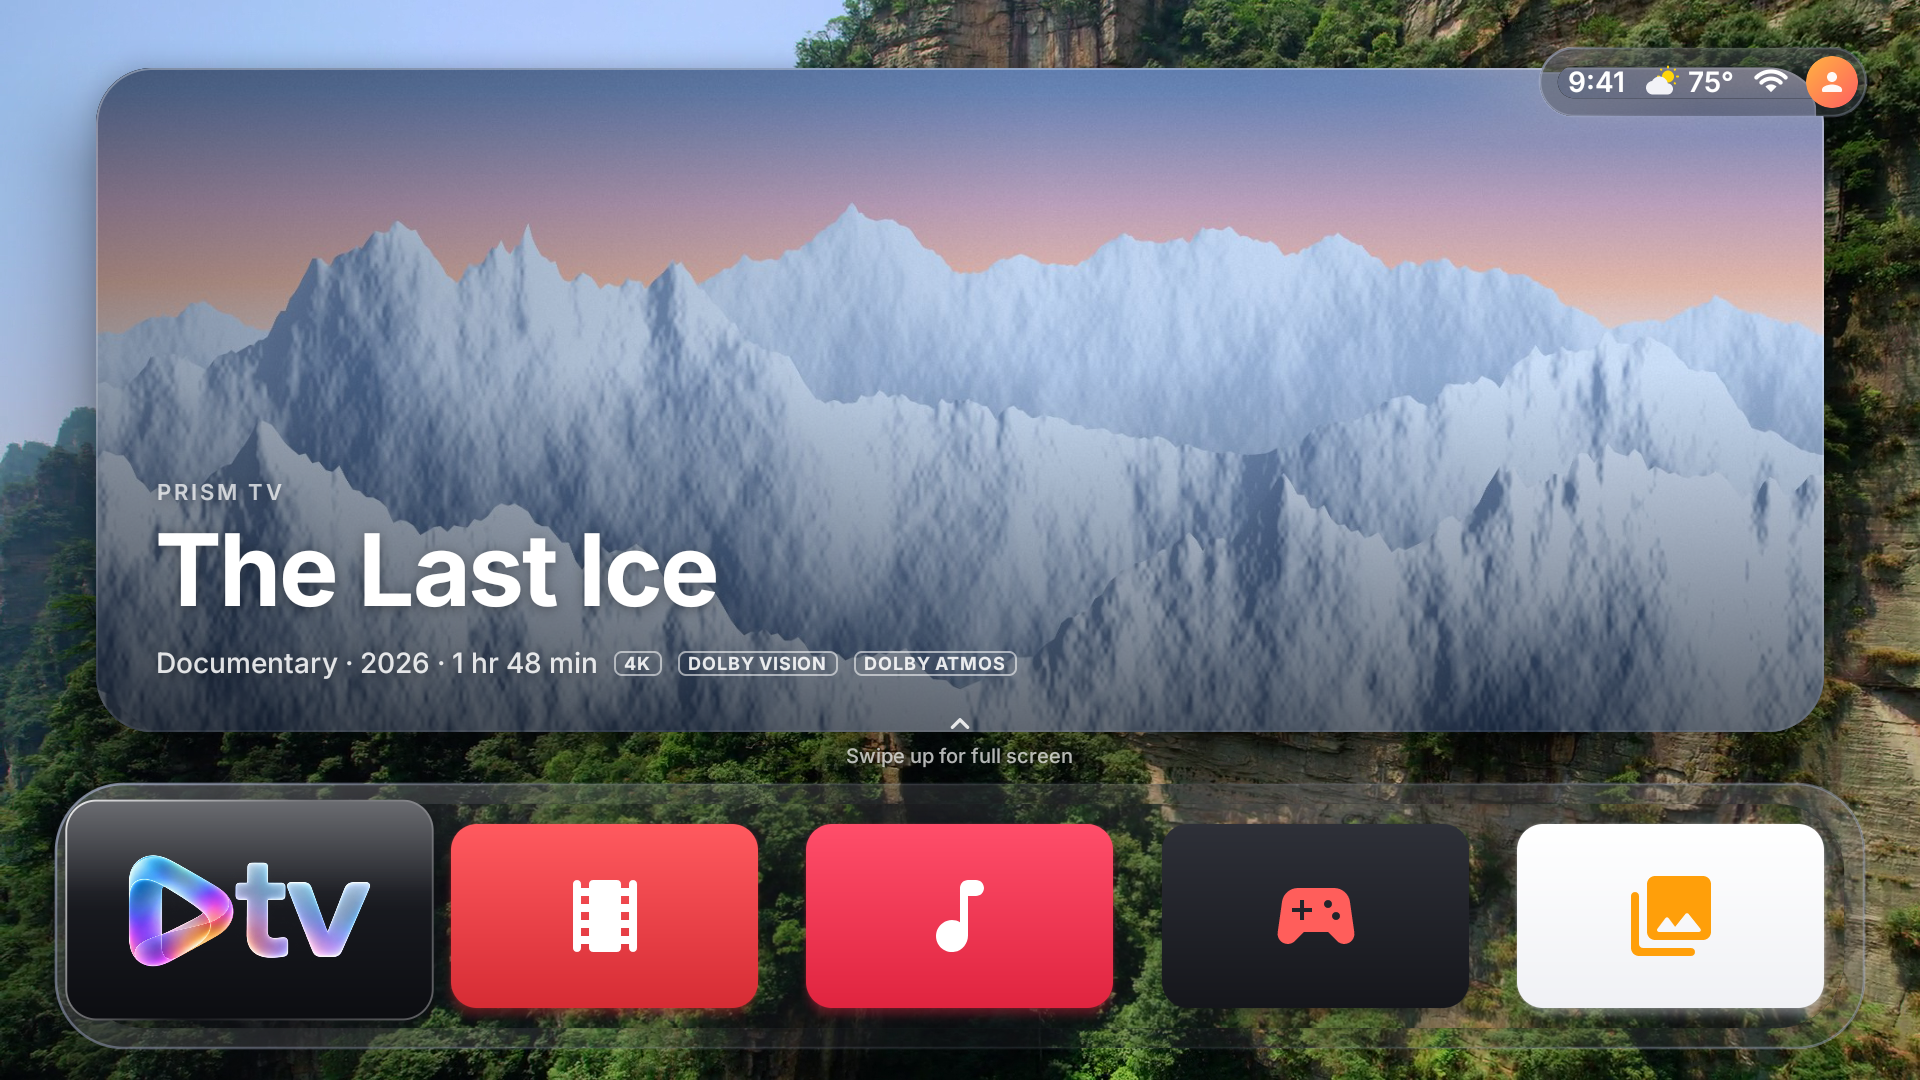 9:41 75°
PRISM TV
The Last Ice
Documentary · 2026 · 1 hr 48 min 4K DOLBY VISION DOLBY ATMOS
Swipe up for full screen
tv